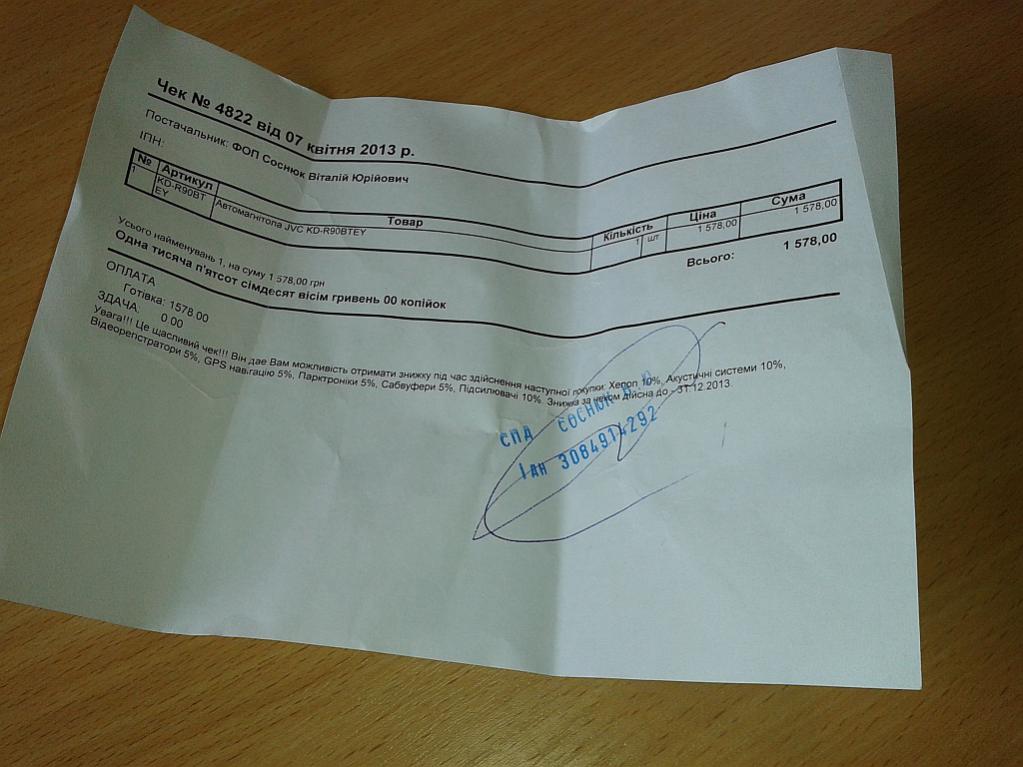 Чек № 4822 від 07 квітня 2013 р.
Постачальник: ФОП Соснюк Віталій Юрійович
ІПН:
№ Артикул Товар Кількість Ціна Сума
1 KD-R90BT Автомагнітола JVC KD-R90BTEY 1 шт 1 578,00 1 578,00
EY
Всього: 1 578,00
Усього найменувань 1, на суму 1 578,00 грн
Одна тисяча п'ятсот сімдесят вісім гривень 00 копійок
ОПЛАТА
Готівка: 1578.00
ЗДАЧА: 0.00
Увага!!! Це щасливий чек!!! Він дае Вам можливість отримати знижку під час здійснення наступної покупки: Хепоп 10%, Акустичні системи 10%,
Відеорегістратори 5%, GPS навігацію 5%, Парктроніки 5%, Сабвуфери 5%, Підсилювачі 10%. Знижка за чеком дійсна до - 31.12.2013.
СПД СОСНЮК В.Ю
Ідн 3084914292